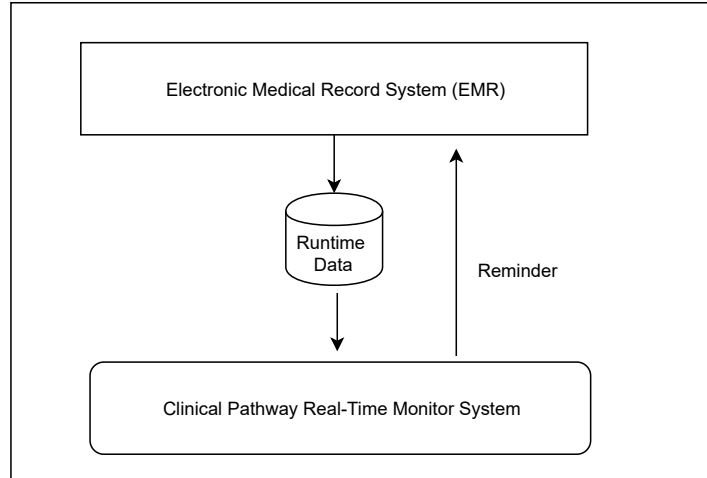 Electronic Medical Record System (EMR)
Runtime
Data
Reminder
Clinical Pathway Real-Time Monitor System